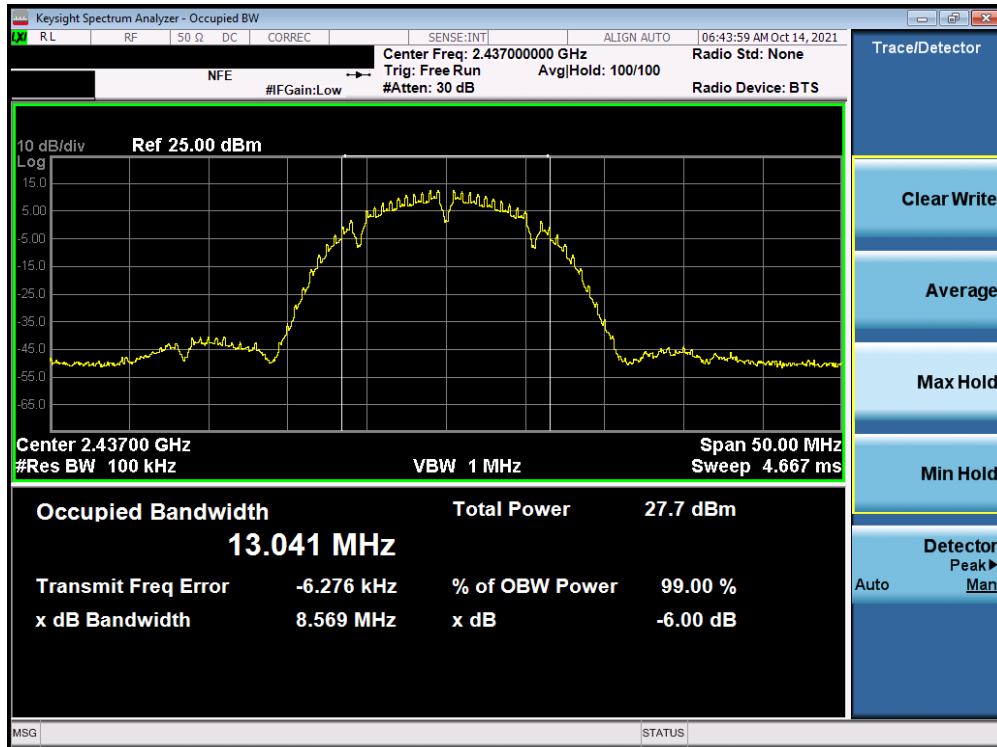 Keysight Spectrum Analyzer - Occupied BW
LXI RL RF 50 Ω DC CORREC SENSE:INT ALIGN AUTO 06:43:59 AM Oct 14, 2021
Center Freq: 2.437000000 GHz Radio Std: None
NFE Trig: Free Run Avg|Hold: 100/100
#IFGain:Low #Atten: 30 dB Radio Device: BTS
10 dB/div Ref 25.00 dBm
Log
15.0
5.00
-5.00
-15.0
-25.0
-35.0
-45.0
-55.0
-65.0
Center 2.43700 GHz Span 50.00 MHz
#Res BW 100 kHz VBW 1 MHz Sweep 4.667 ms
Occupied Bandwidth Total Power 27.7 dBm
13.041 MHz
Transmit Freq Error -6.276 kHz % of OBW Power 99.00 %
x dB Bandwidth 8.569 MHz x dB -6.00 dB
MSG STATUS
Trace/Detector
Clear Write
Average
Max Hold
Min Hold
Detector
Peak▶
Auto Man